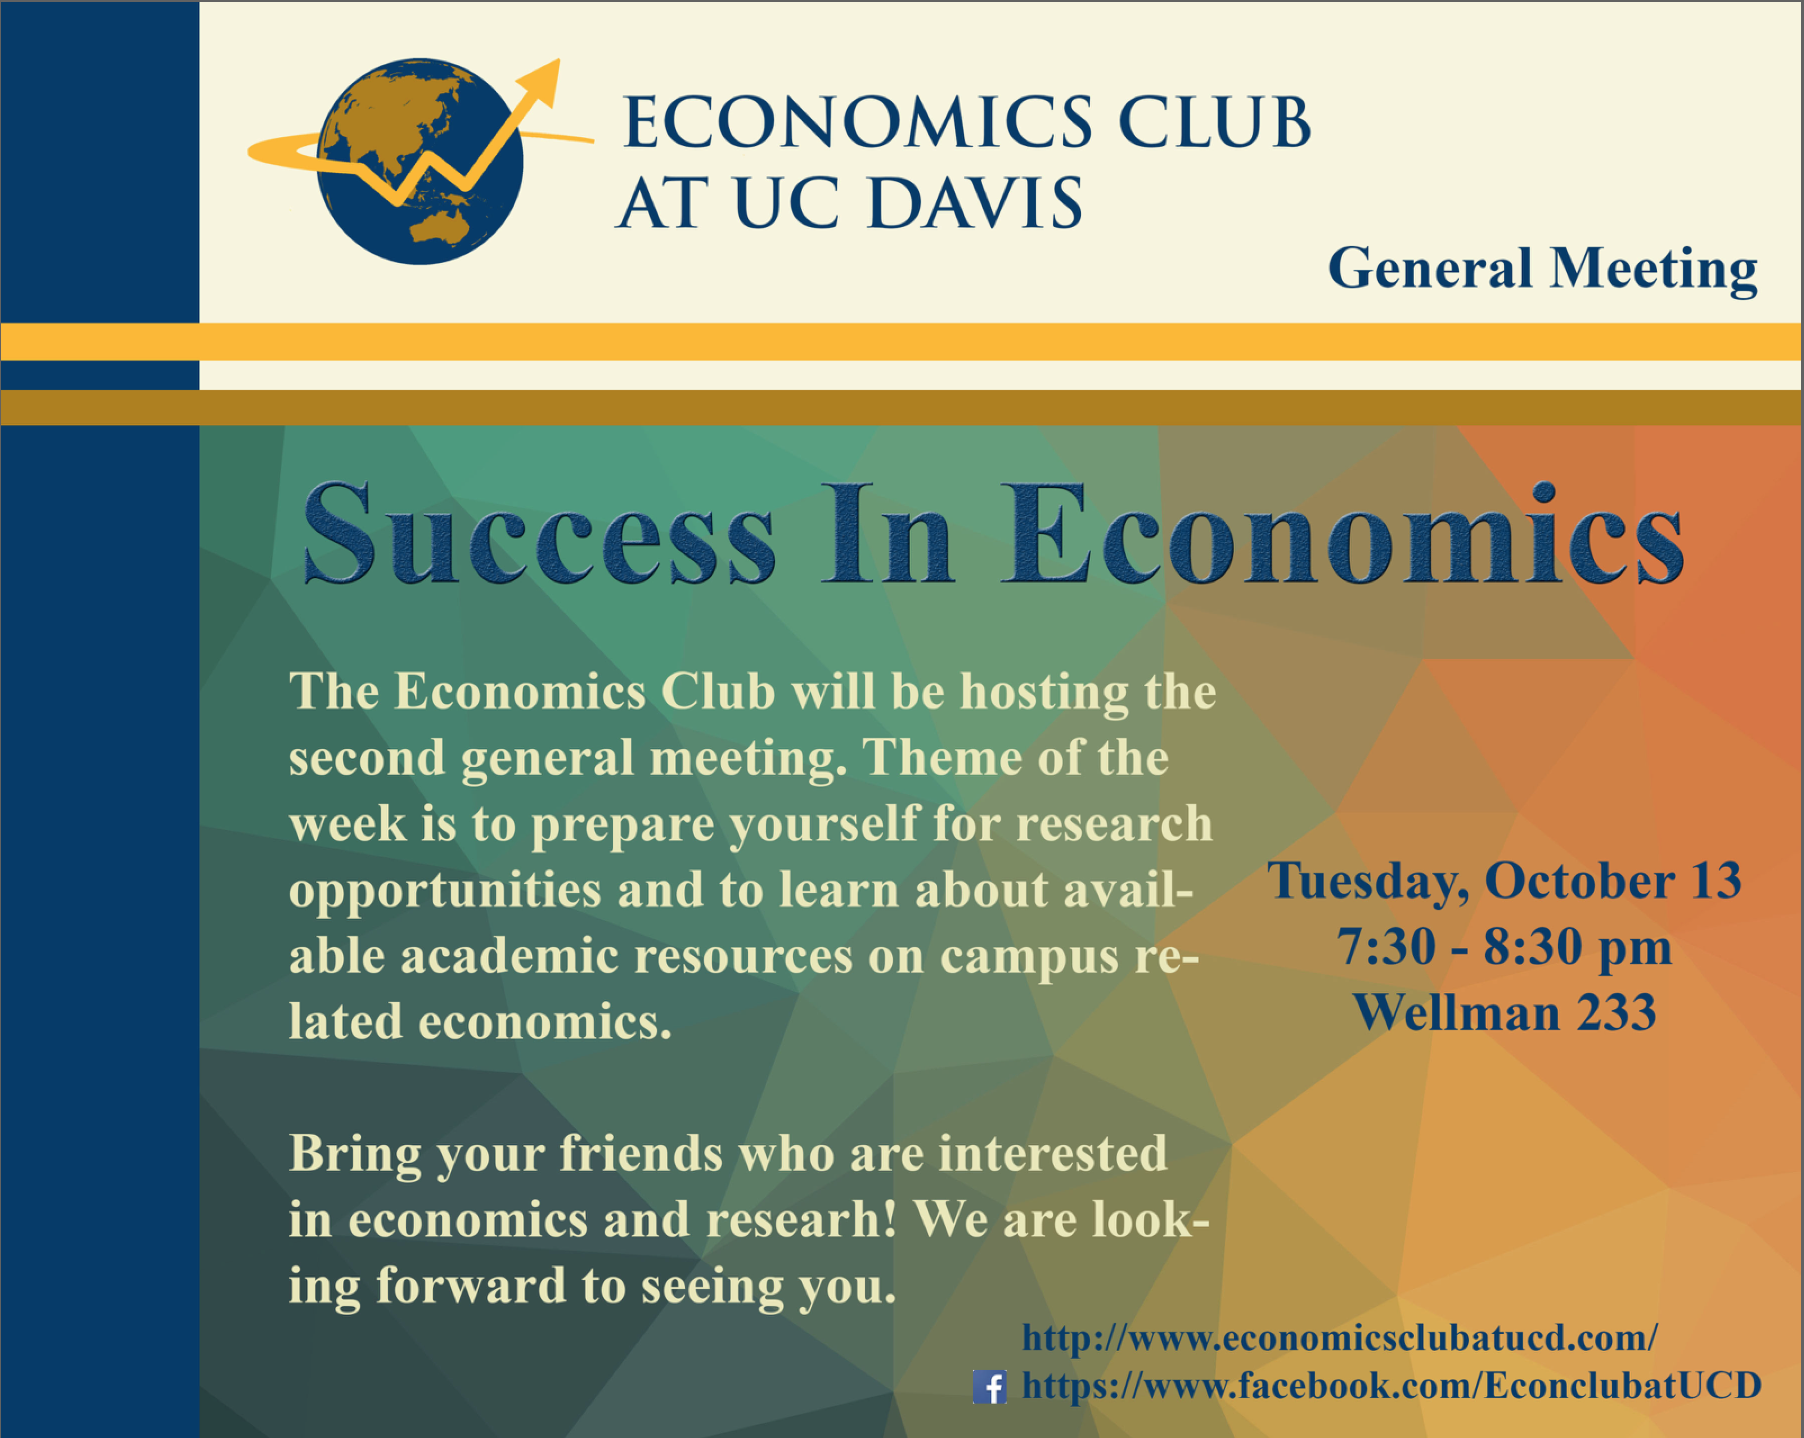 ECONOMICS CLUB
AT UC DAVIS
General Meeting
Success In Economics
The Economics Club will be hosting the
second general meeting. Theme of the
week is to prepare yourself for research
opportunities and to learn about avail-
able academic resources on campus re-
lated economics.
Bring your friends who are interested
in economics and researh! We are look-
ing forward to seeing you.
Tuesday, October 13
7:30 - 8:30 pm
Wellman 233
http://www.economicsclubatucd.com/
f https://www.facebook.com/EconclubatUCD